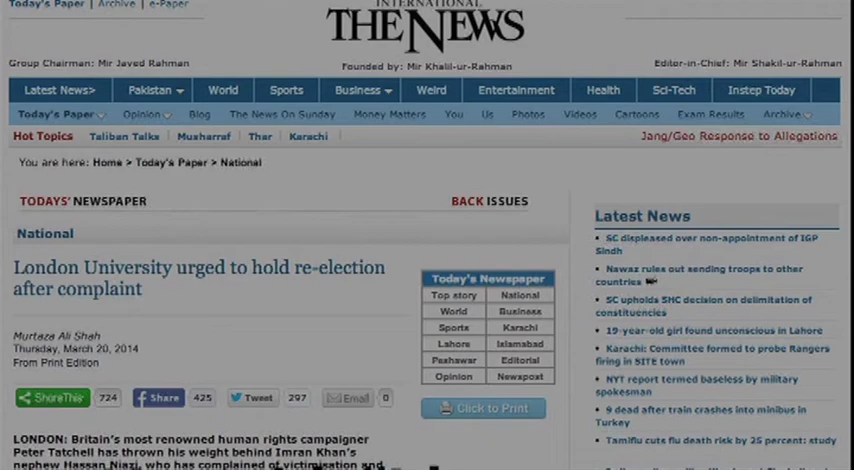 Today's Paper | Archive | e-Paper
INTERNATIONAL
THE NEWS
Group Chairman: Mir Javed Rahman
Founded by: Mir Khalil-ur-Rahman
Editor-in-Chief: Mir Shakil-ur-Rahman
Latest News> Pakistan World Sports Business Weird Entertainment Health Sci-Tech Instep Today
Today's Paper Opinion Blog The News On Sunday Money Matters You Us Photos Videos Cartoons Exam Results Archive
Hot Topics Taliban Talks Musharraf Thar Karachi
Jang/Geo Response to Allegations
You are here: Home > Today's Paper > National
TODAYS' NEWSPAPER
BACK ISSUES
National
London University urged to hold re-election
after complaint
Murtaza Ali Shah
Thursday, March 20, 2014
From Print Edition
ShareThis 724 Share 425 Tweet 297 Email 0
LONDON: Britain's most renowned human rights campaigner
Peter Tatchell has thrown his weight behind Imran Khan's
nephew Hassan Niazi, who has complained of victimisation and
Today's Newspaper
Top story National
World Business
Sports Karachi
Lahore Islamabad
Peshawar Editorial
Opinion Newspost
Click to Print
Latest News
SC displeased over non-appointment of IGP
Sindh
Nawaz rules out sending troops to other
countries
SC upholds SHC decision on delimitation of
constituencies
19-year-old girl found unconscious in Lahore
Karachi: Committee formed to probe Rangers
firing in SITE town
NYT report termed baseless by military
spokesman
9 dead after train crashes into minibus in
Turkey
Tamiflu cuts flu death risk by 25 percent: study